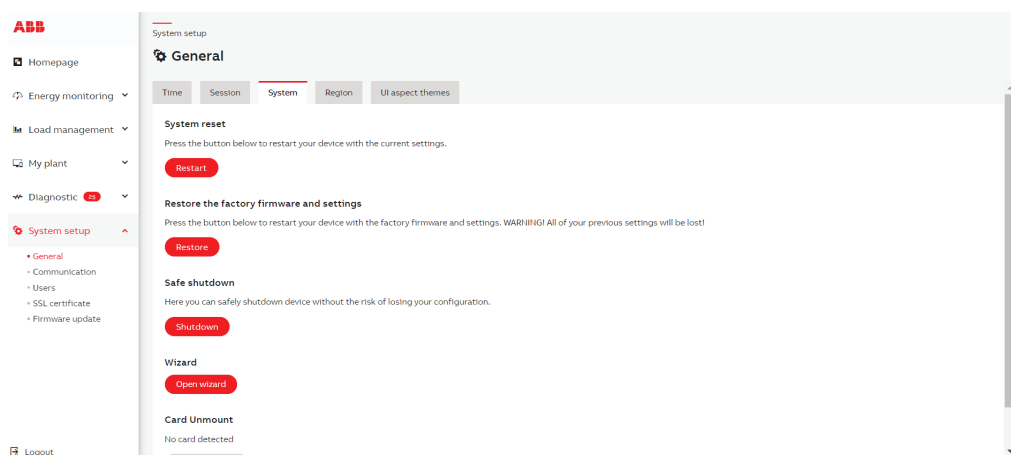 ABB
Homepage
Energy monitoring
Load management
My plant
Diagnostic 25
System setup
General
Communication
Users
SSL certificate
Firmware update
Logout
System setup
General
Time Session System Region UI aspect themes
System reset
Press the button below to restart your device with the current settings.
Restart
Restore the factory firmware and settings
Press the button below to restart your device with the factory firmware and settings. WARNING! All of your previous settings will be lost!
Restore
Safe shutdown
Here you can safely shutdown device without the risk of losing your configuration.
Shutdown
Wizard
Open wizard
Card Unmount
No card detected